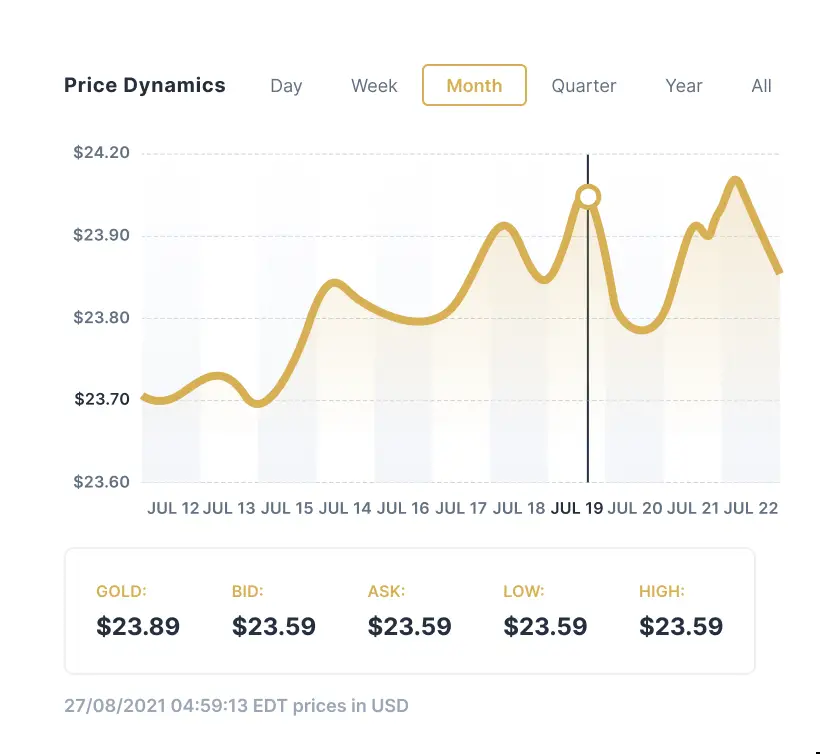 Price Dynamics Day Week Month Quarter Year All
$24.20
$23.90
$23.80
$23.70
$23.60
JUL 12 JUL 13 JUL 15 JUL 14 JUL 16 JUL 17 JUL 18 JUL 19 JUL 20 JUL 21 JUL 22
GOLD: BID: ASK: LOW: HIGH:
$23.89 $23.59 $23.59 $23.59 $23.59
27/08/2021 04:59:13 EDT prices in USD